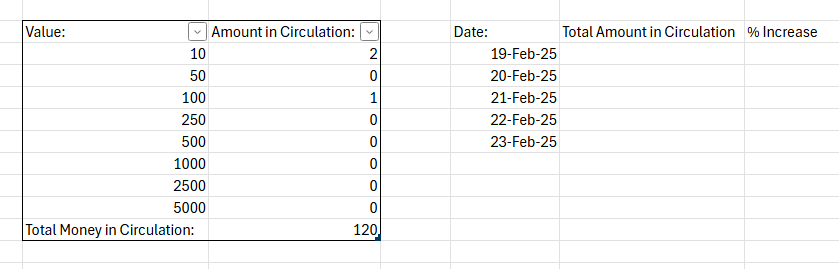 Value: Amount in Circulation: Date: Total Amount in Circulation % Increase
10 2 19-Feb-25
50 0 20-Feb-25
100 1 21-Feb-25
250 0 22-Feb-25
500 0 23-Feb-25
1000 0
2500 0
5000 0
Total Money in Circulation: 120